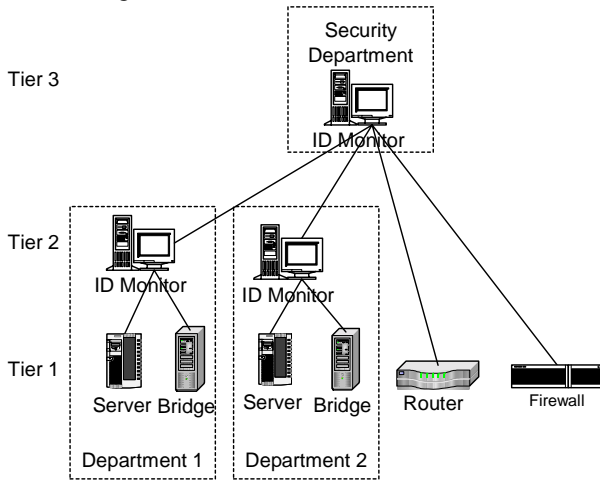 Security
Department
Tier 3
ID Monitor
Tier 2
ID Monitor
ID Monitor
Tier 1
Server Bridge
Server Bridge
Router
Firewall
Department 1
Department 2